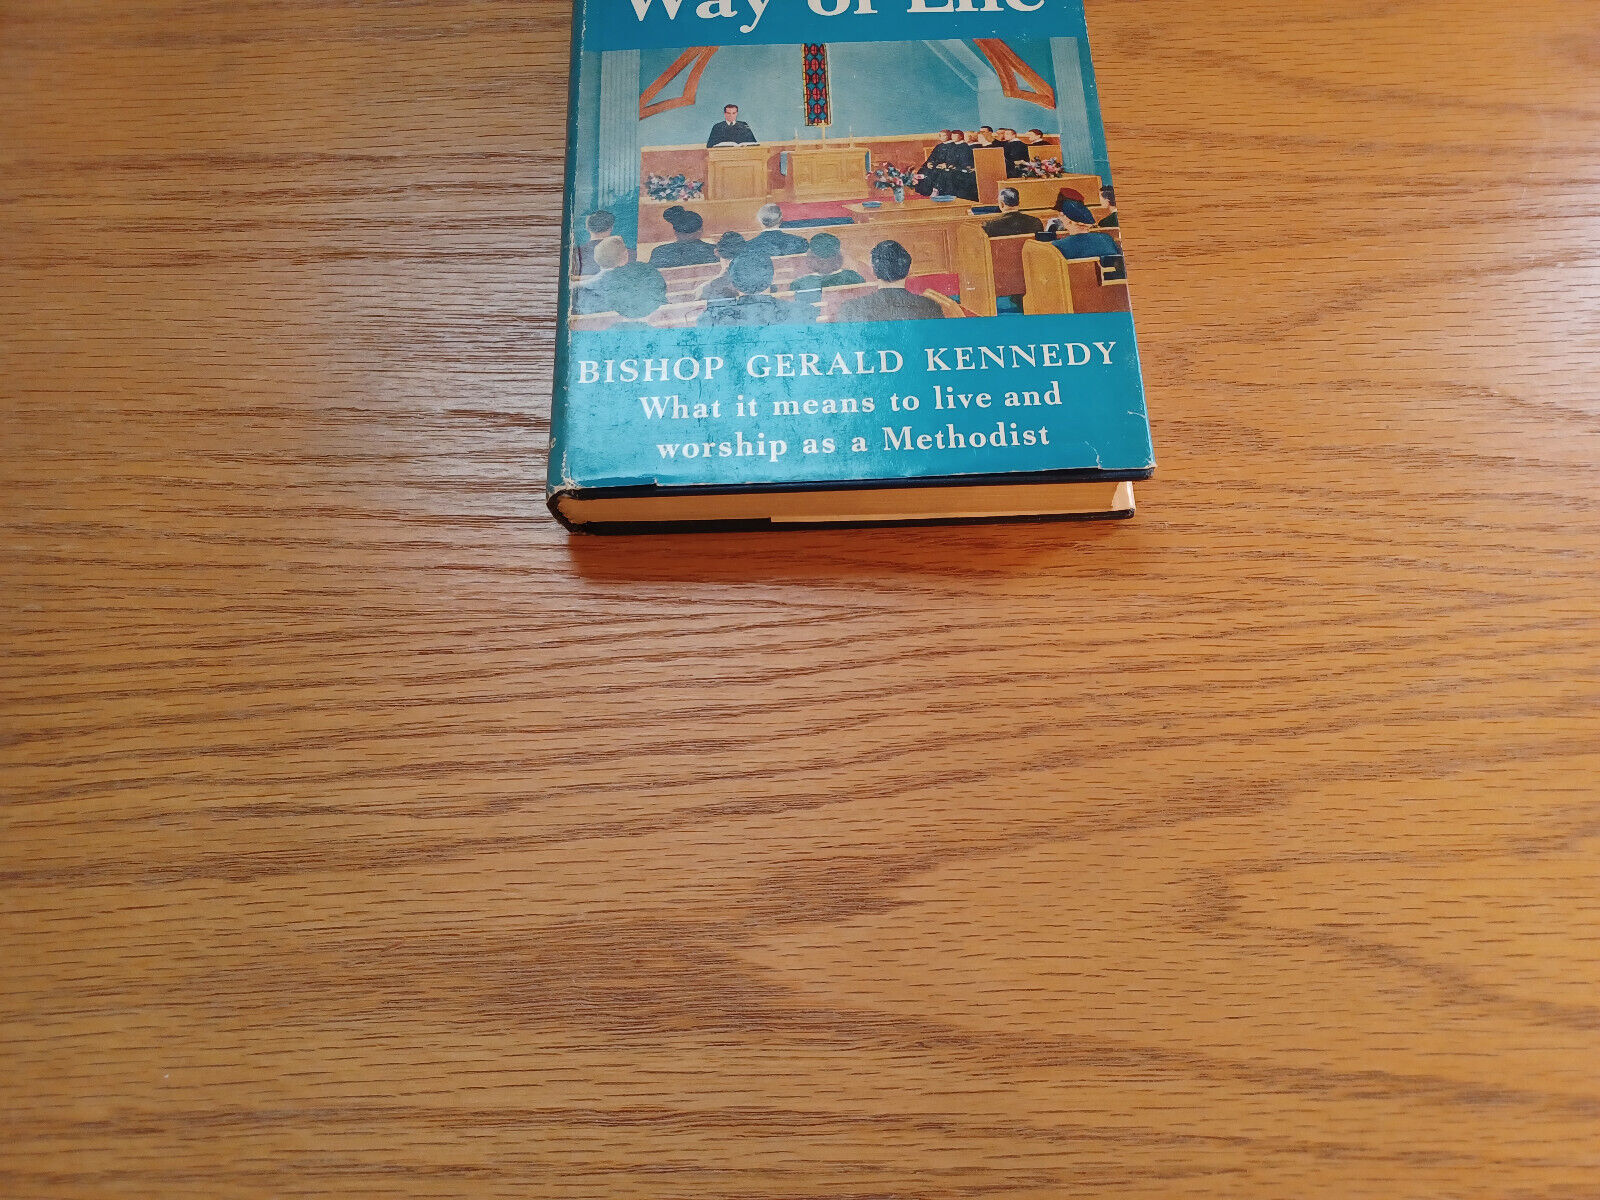 Way of Life
BISHOP GERALD KENNEDY
What it means to live and
worship as a Methodist